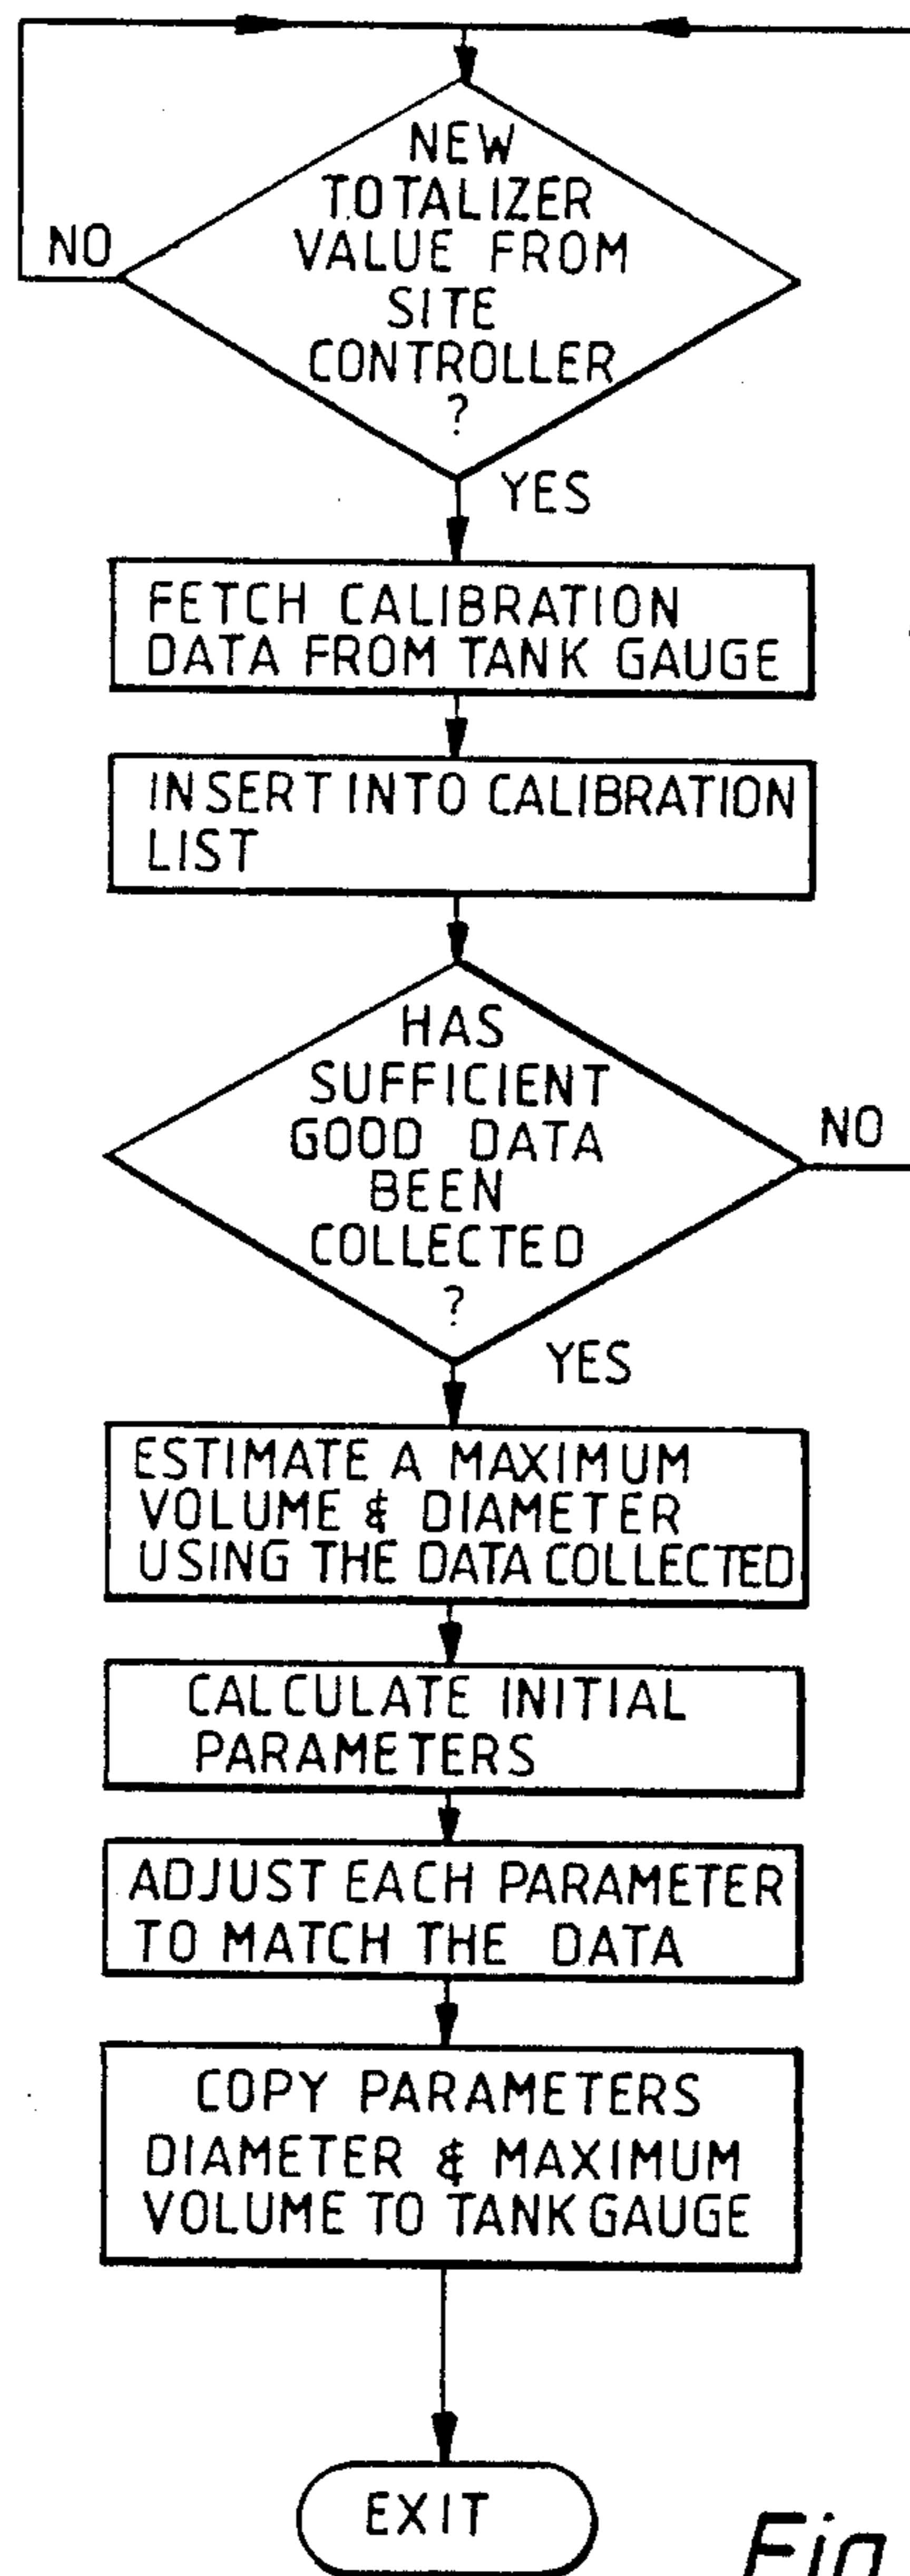 NEW
TOTALIZER
VALUE FROM
SITE
CONTROLLER
?
NO
YES
FETCH CALIBRATION
DATA FROM TANK GAUGE
INSERT INTO CALIBRATION
LIST
HAS
SUFFICIENT
GOOD DATA
BEEN
COLLECTED
?
NO
YES
ESTIMATE A MAXIMUM
VOLUME & DIAMETER
USING THE DATA COLLECTED
CALCULATE INITIAL
PARAMETERS
ADJUST EACH PARAMETER
TO MATCH THE DATA
COPY PARAMETERS
DIAMETER & MAXIMUM
VOLUME TO TANK GAUGE
EXIT
Fig